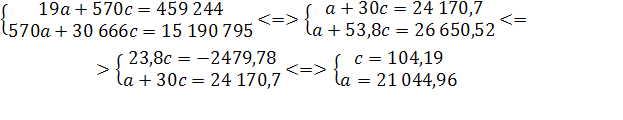 {19a + 570c = 459 244
570a + 30 666c = 15 190 795 <=> {a + 30c = 24 170,7
a + 53,8c = 26 650,52 <=
> {23,8c = −2479,78
a + 30c = 24 170,7 <=> {c = 104,19
a = 21 044,96